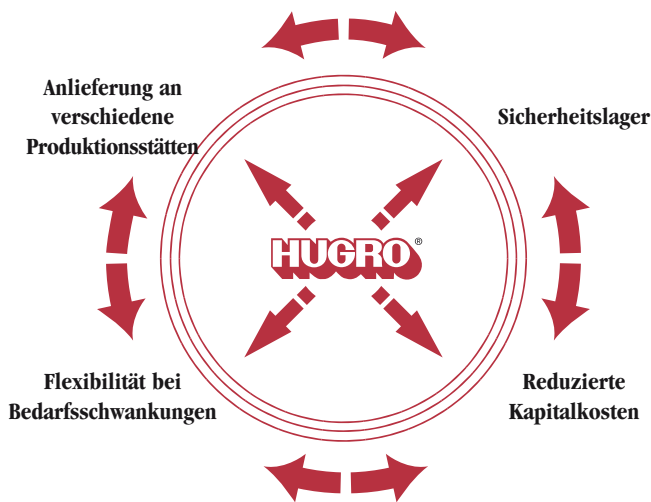 Anlieferung an
verschiedene
Produktionsstätten
Sicherheitslager
HUGRO®
Flexibilität bei
Bedarfsschwankungen
Reduzierte
Kapitalkosten